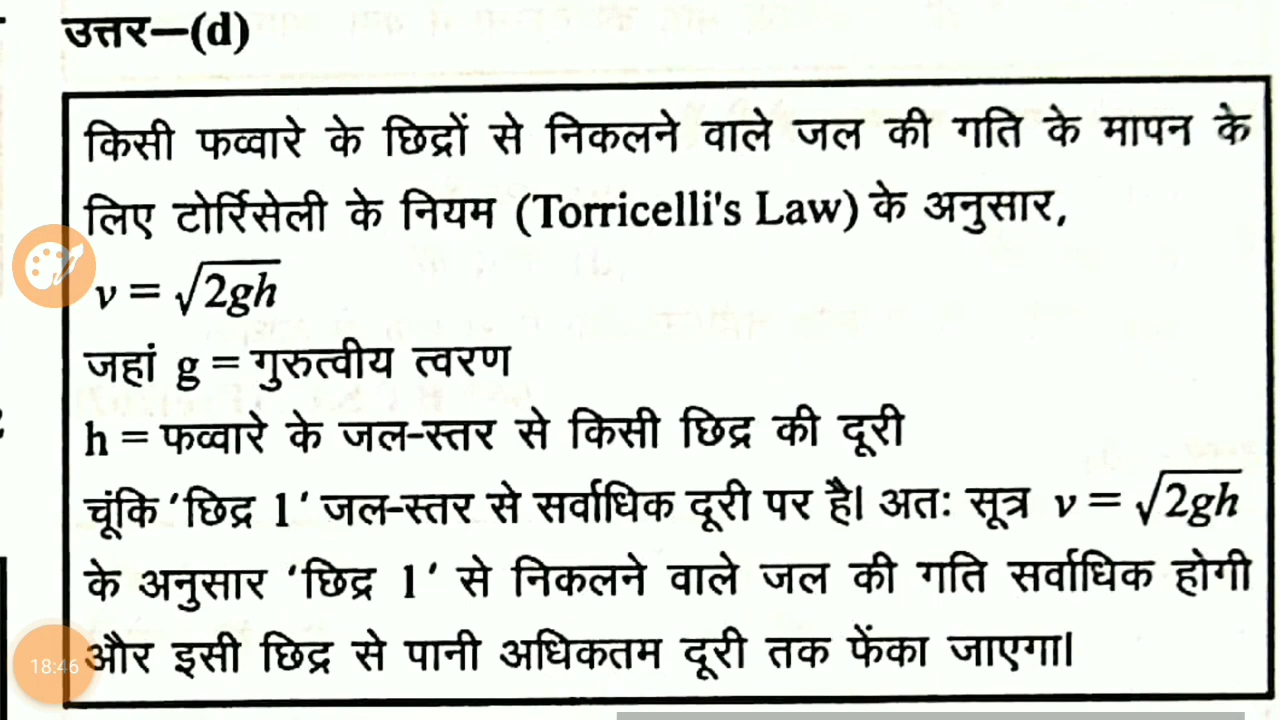 उत्तर—(d)
किसी फव्वारे के छिद्रों से निकलने वाले जल की गति के मापन के
लिए टोर्रिसेली के नियम (Torricelli's Law) के अनुसार,
v = √2gh
जहां g = गुरुत्वीय त्वरण
h = फव्वारे के जल-स्तर से किसी छिद्र की दूरी
चूंकि ‘छिद्र 1‘ जल-स्तर से सर्वाधिक दूरी पर है। अतः सूत्र v = √2gh
के अनुसार ‘छिद्र 1‘ से निकलने वाले जल की गति सर्वाधिक होगी
और इसी छिद्र से पानी अधिकतम दूरी तक फेंका जाएगा।
18:46